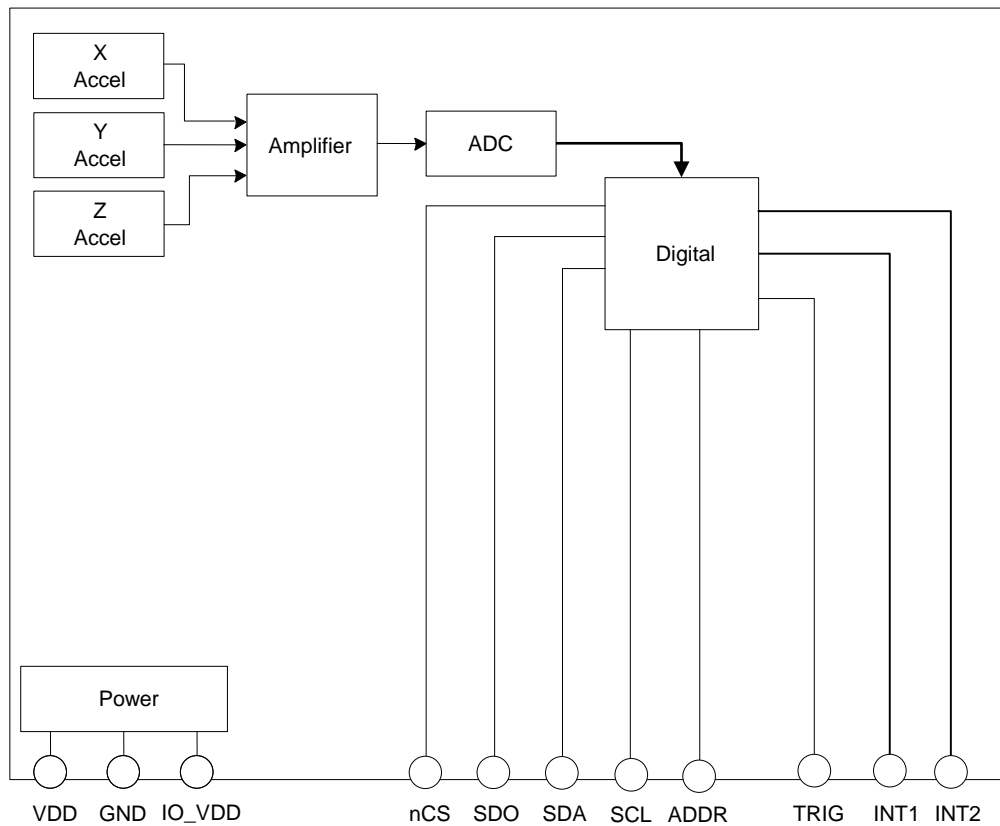 X
Accel
Y
Accel
Z
Accel
Amplifier
ADC
Digital
Power
VDD
GND
IO_VDD
nCS
SDO
SDA
SCL
ADDR
TRIG
INT1
INT2